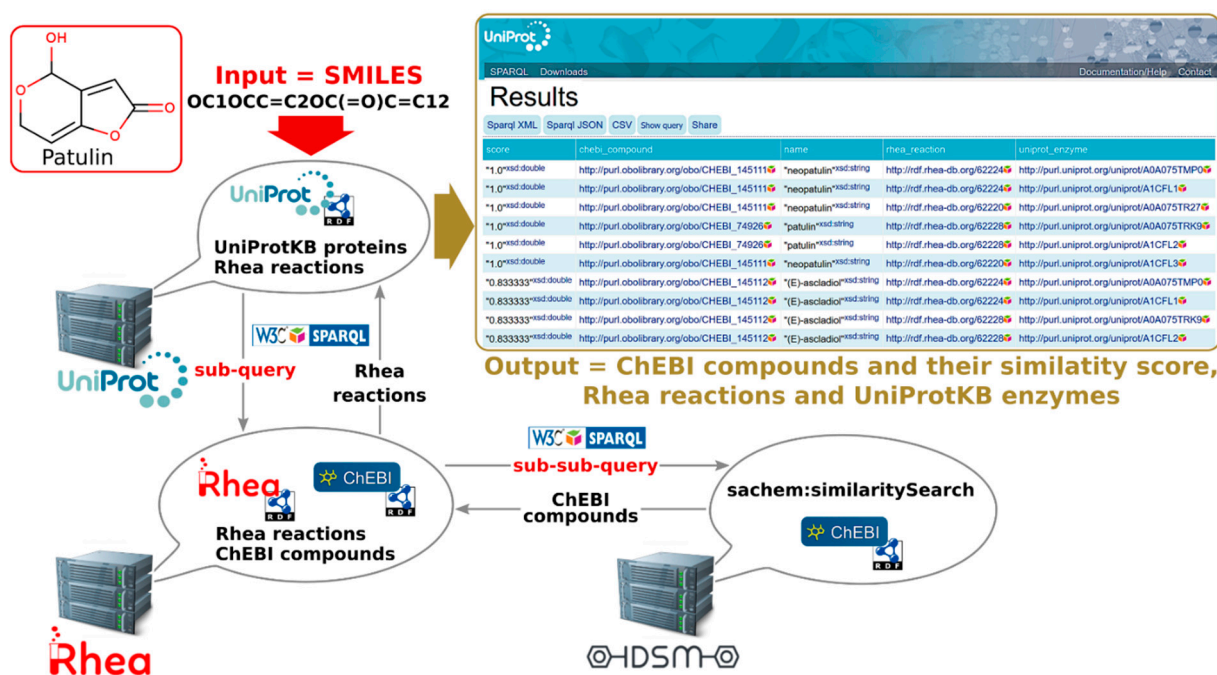 OH
O
O
O
Patulin
Input = SMILES
OC1OCC=C2OC(=O)C=C12
UniProt
RDF
UniProtKB proteins
Rhea reactions
UniProt
W3C SPARQL
sub-query
Rhea
reactions
UniProt
SPARQL Downloads Documentation/Help Contact
Results
Sparql XML Sparql JSON CSV Show query Share
score chebi_compound name rhea_reaction uniprot_enzyme
"1.0"xsd:double http://purl.obolibrary.org/obo/CHEBI_145111 "neopatulin"xsd:string http://rdf.rhea-db.org/62224 http://purl.uniprot.org/uniprot/A0A075TMP0
"1.0"xsd:double http://purl.obolibrary.org/obo/CHEBI_145111 "neopatulin"xsd:string http://rdf.rhea-db.org/62224 http://purl.uniprot.org/uniprot/A1CFL1
"1.0"xsd:double http://purl.obolibrary.org/obo/CHEBI_145111 "neopatulin"xsd:string http://rdf.rhea-db.org/62220 http://purl.uniprot.org/uniprot/A0A075TR27
"1.0"xsd:double http://purl.obolibrary.org/obo/CHEBI_74926 "patulin"xsd:string http://rdf.rhea-db.org/62228 http://purl.uniprot.org/uniprot/A0A075TRK9
"1.0"xsd:double http://purl.obolibrary.org/obo/CHEBI_74926 "patulin"xsd:string http://rdf.rhea-db.org/62228 http://purl.uniprot.org/uniprot/A1CFL2
"1.0"xsd:double http://purl.obolibrary.org/obo/CHEBI_145111 "neopatulin"xsd:string http://rdf.rhea-db.org/62220 http://purl.uniprot.org/uniprot/A1CFL3
"0.833333"xsd:double http://purl.obolibrary.org/obo/CHEBI_145112 "(E)-ascladiol"xsd:string http://rdf.rhea-db.org/62224 http://purl.uniprot.org/uniprot/A0A075TMP0
"0.833333"xsd:double http://purl.obolibrary.org/obo/CHEBI_145112 "(E)-ascladiol"xsd:string http://rdf.rhea-db.org/62224 http://purl.uniprot.org/uniprot/A1CFL1
"0.833333"xsd:double http://purl.obolibrary.org/obo/CHEBI_145112 "(E)-ascladiol"xsd:string http://rdf.rhea-db.org/62228 http://purl.uniprot.org/uniprot/A0A075TRK9
"0.833333"xsd:double http://purl.obolibrary.org/obo/CHEBI_145112 "(E)-ascladiol"xsd:string http://rdf.rhea-db.org/62228 http://purl.uniprot.org/uniprot/A1CFL2
Output = ChEBI compounds and their similatity score,
Rhea reactions and UniProtKB enzymes
Rhea
RDF
ChEBI
RDF
Rhea reactions
ChEBI compounds
Rhea
W3C SPARQL
sub-sub-query
ChEBI
compounds
sachem:similaritySearch
ChEBI
RDF
IDSM